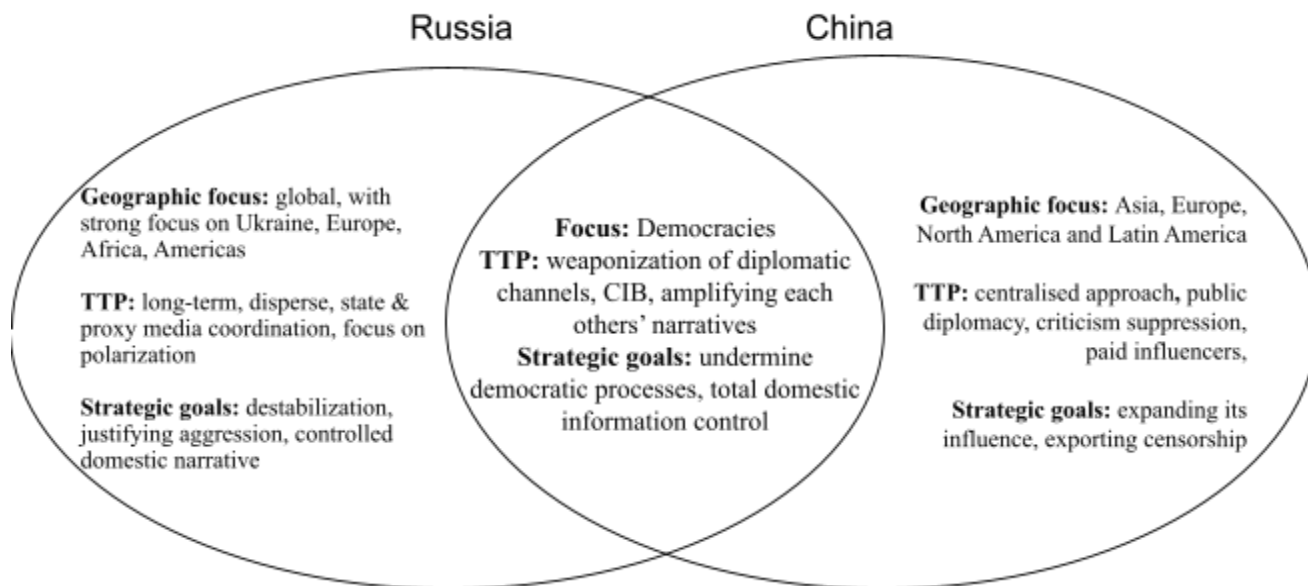 Russia
China
Geographic focus: global, with
strong focus on Ukraine, Europe,
Africa, Americas
TTP: long-term, disperse, state &
proxy media coordination, focus on
polarization
Strategic goals: destabilization,
justifying aggression, controlled
domestic narrative
Focus: Democracies
TTP: weaponization of diplomatic
channels, CIB, amplifying each
others’ narratives
Strategic goals: undermine
democratic processes, total domestic
information control
Geographic focus: Asia, Europe,
North America and Latin America
TTP: centralised approach, public
diplomacy, criticism suppression,
paid influencers,
Strategic goals: expanding its
influence, exporting censorship